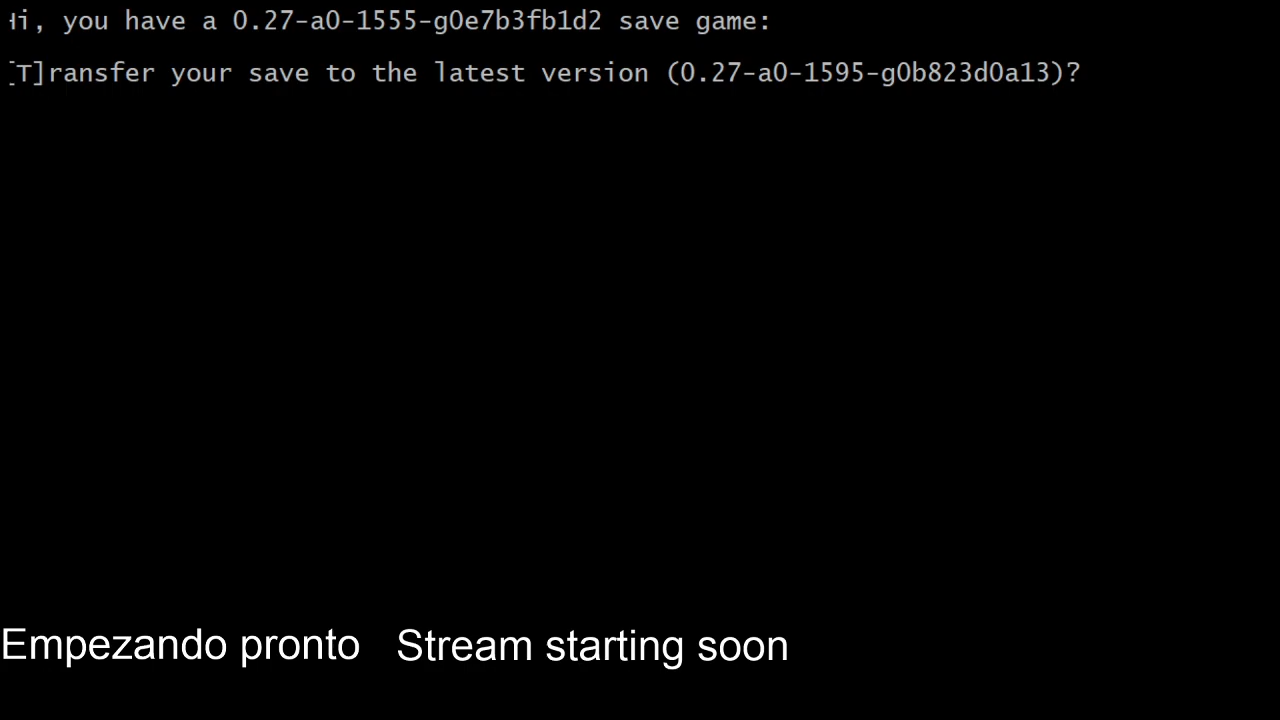 Hi, you have a 0.27-a0-1555-g0e7b3fb1d2 save game:
[T]ransfer your save to the latest version (0.27-a0-1595-g0b823d0a13)?
Empezando pronto Stream starting soon